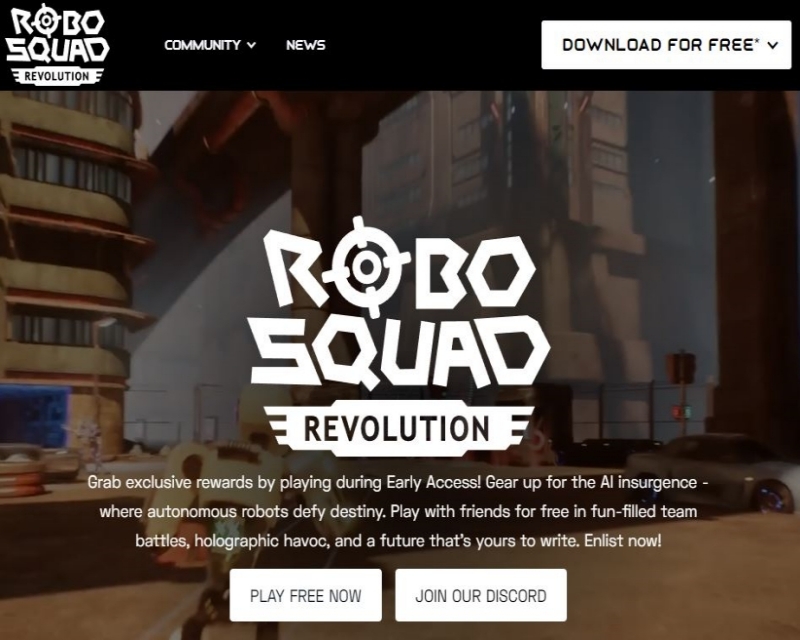 ROBO
SQUAD
REVOLUTION
COMMUNITY
NEWS
DOWNLOAD FOR FREE*
ROBO
SQUAD
REVOLUTION
Grab exclusive rewards by playing during Early Access! Gear up for the AI insurgence -
where autonomous robots defy destiny. Play with friends for free in fun-filled team
battles, holographic havoc, and a future that's yours to write. Enlist now!
PLAY FREE NOW
JOIN OUR DISCORD